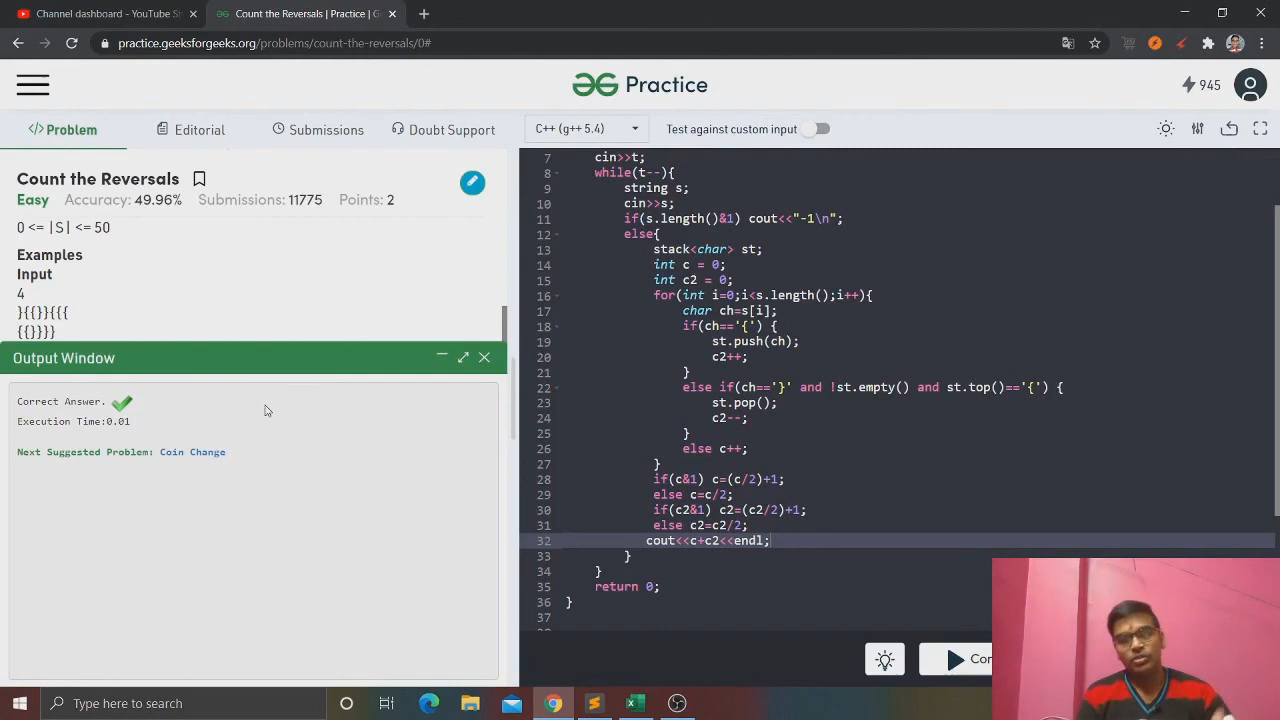 Channel dashboard - YouTube St
Count the Reversals | Practice | G
practice.geeksforgeeks.org/problems/count-the-reversals/0#
Practice
945
</>Problem
Editorial
Submissions
Doubt Support
C++ (g++ 5.4)
Test against custom input
Count the Reversals
Easy Accuracy: 49.96% Submissions: 11775 Points: 2
0 <= |S| <= 50
Examples
Input
4
}{{}}{{{
{{}}}}
Output Window
Correct Answer.
Execution Time:0.01
Next Suggested Problem: Coin Change
7 cin>>t;
8 while(t--){
9 string s;
10 cin>>s;
11 if(s.length()&1) cout<<"-1\n";
12 else{
13 stack<char> st;
14 int c = 0;
15 int c2 = 0;
16 for(int i=0;i<s.length();i++){
17 char ch=s[i];
18 if(ch=='{') {
19 st.push(ch);
20 c2++;
21 }
22 else if(ch=='}' and !st.empty() and st.top()=='{') {
23 st.pop();
24 c2--;
25 }
26 else c++;
27 }
28 if(c&1) c=(c/2)+1;
29 else c=c/2;
30 if(c2&1) c2=(c2/2)+1;
31 else c2=c2/2;
32 cout<<c+c2<<endl;
33 }
34 }
35 return 0;
36 }
37
Type here to search